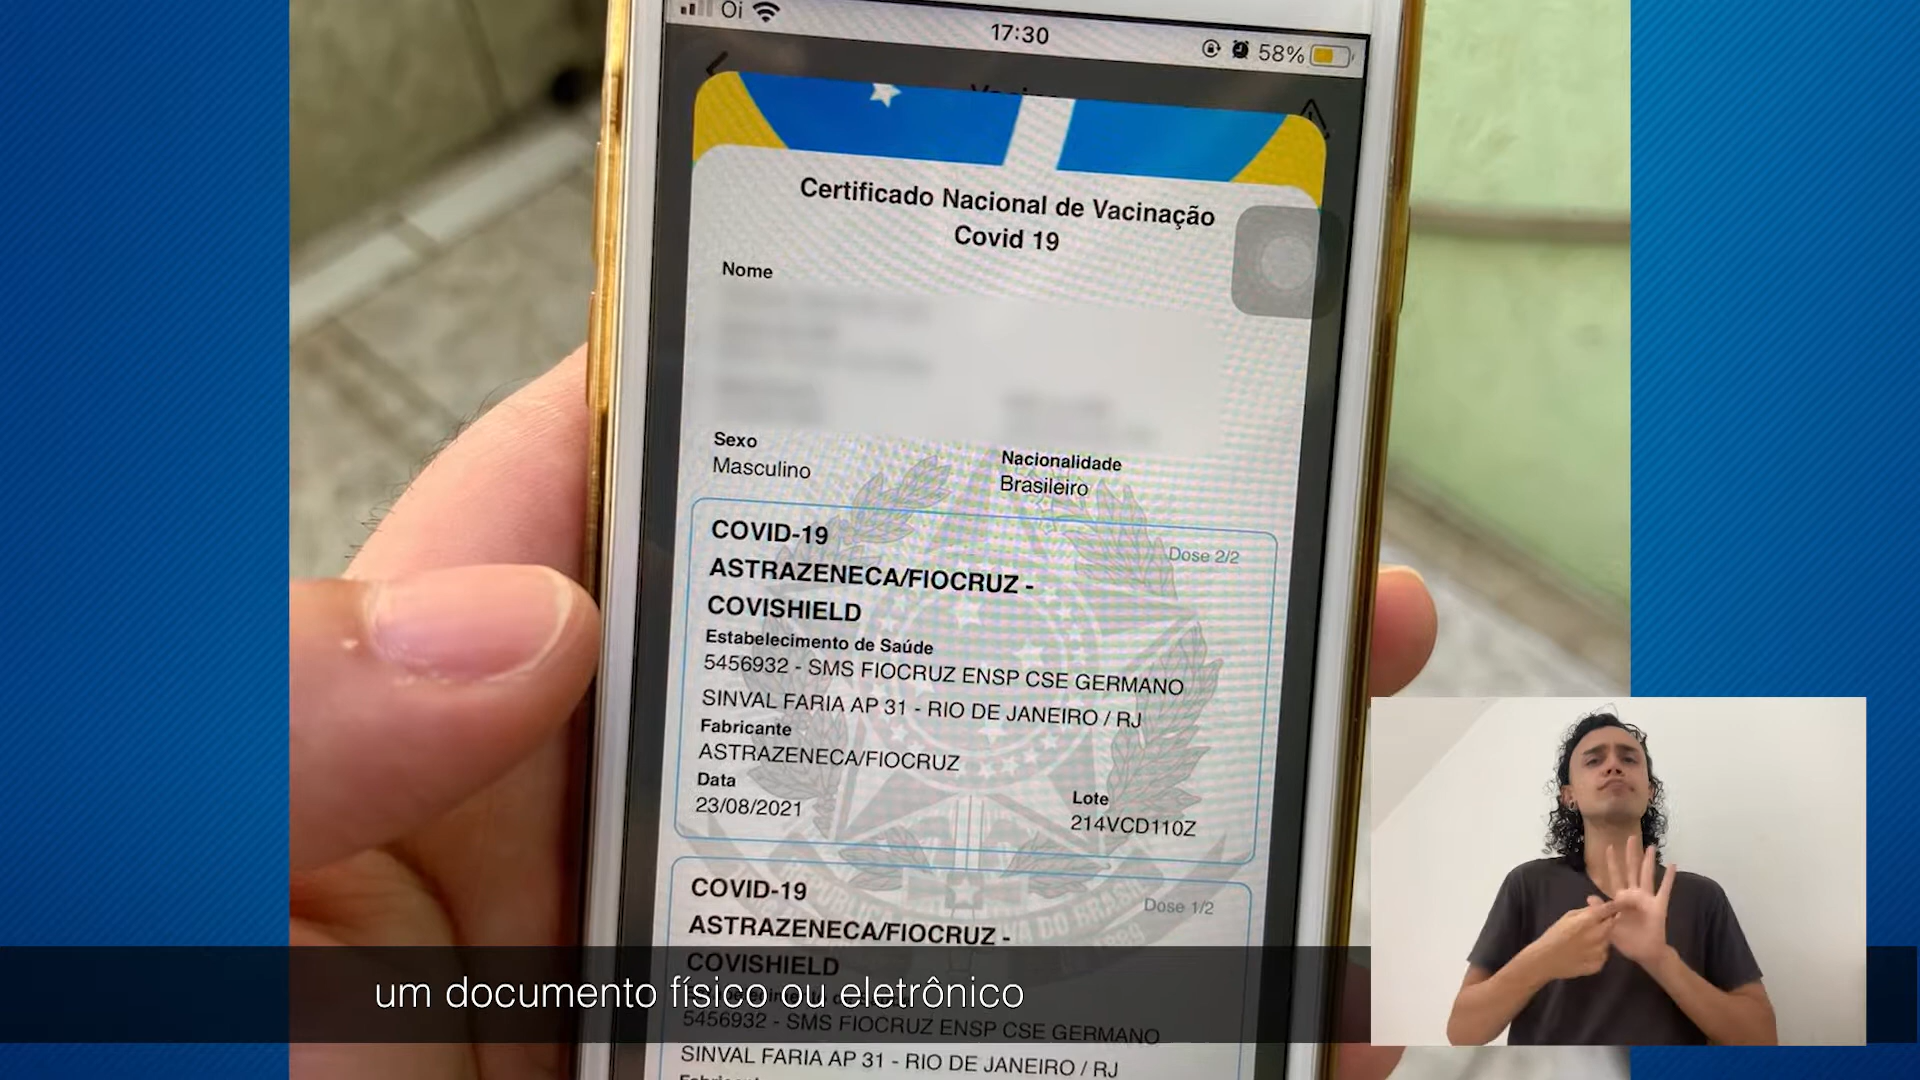 Oi
17:30
58%
Certificado Nacional de Vacinação
Covid 19
Nome
Sexo
Masculino
Nacionalidade
Brasileiro
COVID-19
Dose 2/2
ASTRAZENECA/FIOCRUZ -
COVISHIELD
Estabelecimento de Saúde
5456932 - SMS FIOCRUZ ENSP CSE GERMANO
SINVAL FARIA AP 31 - RIO DE JANEIRO / RJ
Fabricante
ASTRAZENECA/FIOCRUZ
Data
23/08/2021
Lote
214VCD110Z
COVID-19
Dose 1/2
ASTRAZENECA/FIOCRUZ -
COVISHIELD
um documento físico ou eletrônico
5456932 - SMS FIOCRUZ ENSP CSE GERMANO
SINVAL FARIA AP 31 - RIO DE JANEIRO / RJ